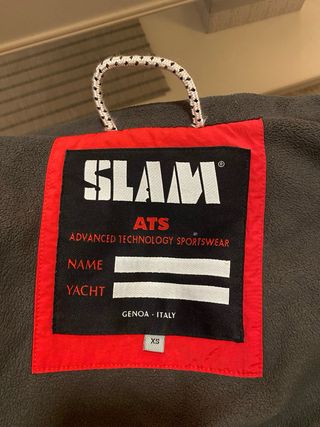 SLAM®
ATS
ADVANCED TECHNOLOGY SPORTSWEAR
NAME
YACHT
GENOA - ITALY
XS